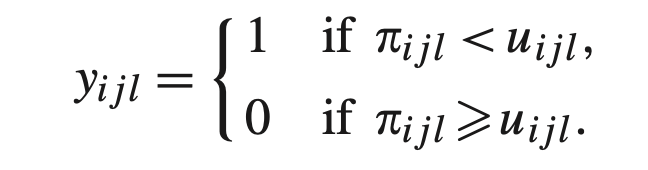 1 if π_{ijl} < u_{ijl},
y_{ijl} = {
0 if π_{ijl} ⩾ u_{ijl}.